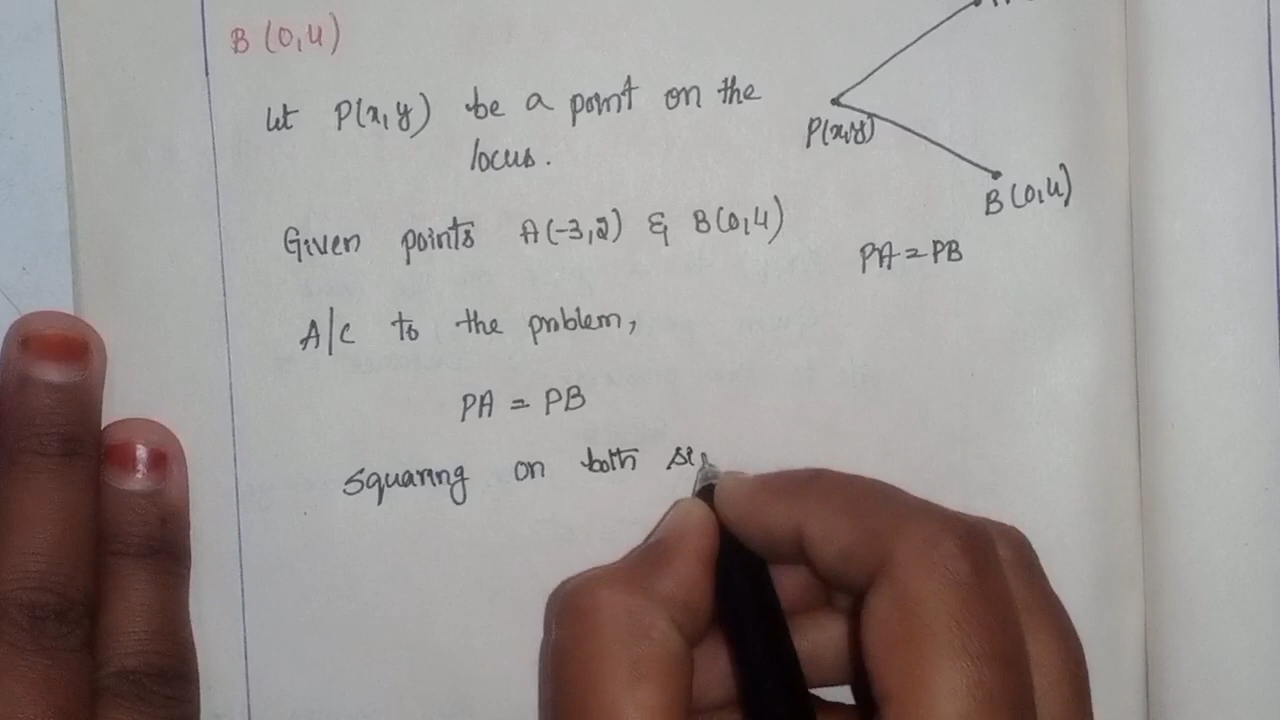 B (0,4)
Let P(x,y) be a point on the
locus.
P(x,y)
B (0,4)
Given points A(-3,2) & B(0,4)
PA = PB
A/C to the problem,
PA = PB
Squaring on both